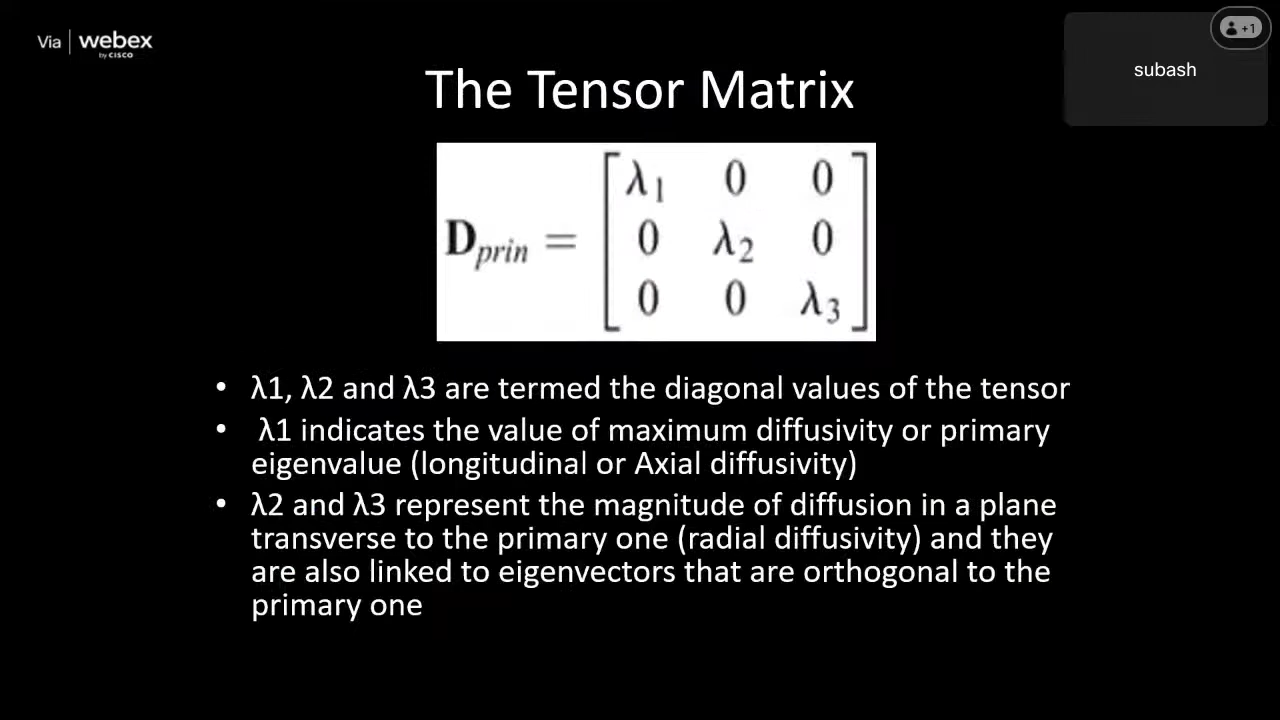 Via | webex
by CISCO
+1
subash
The Tensor Matrix
D_prin = [ λ1 0 0
0 λ2 0
0 0 λ3 ]
• λ1, λ2 and λ3 are termed the diagonal values of the tensor
• λ1 indicates the value of maximum diffusivity or primary
eigenvalue (longitudinal or Axial diffusivity)
• λ2 and λ3 represent the magnitude of diffusion in a plane
transverse to the primary one (radial diffusivity) and they
are also linked to eigenvectors that are orthogonal to the
primary one